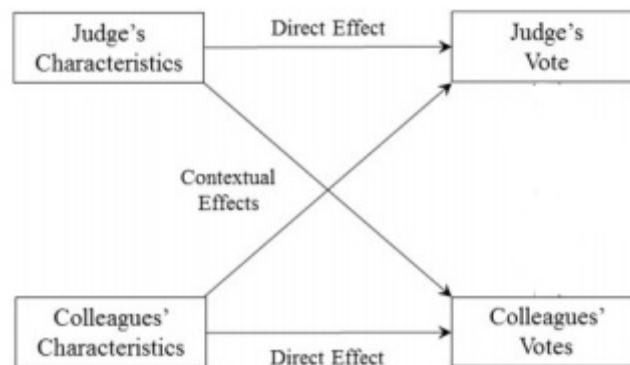 Judge's
Characteristics
Direct Effect
Judge's
Vote
Contextual
Effects
Colleagues'
Characteristics
Direct Effect
Colleagues'
Votes